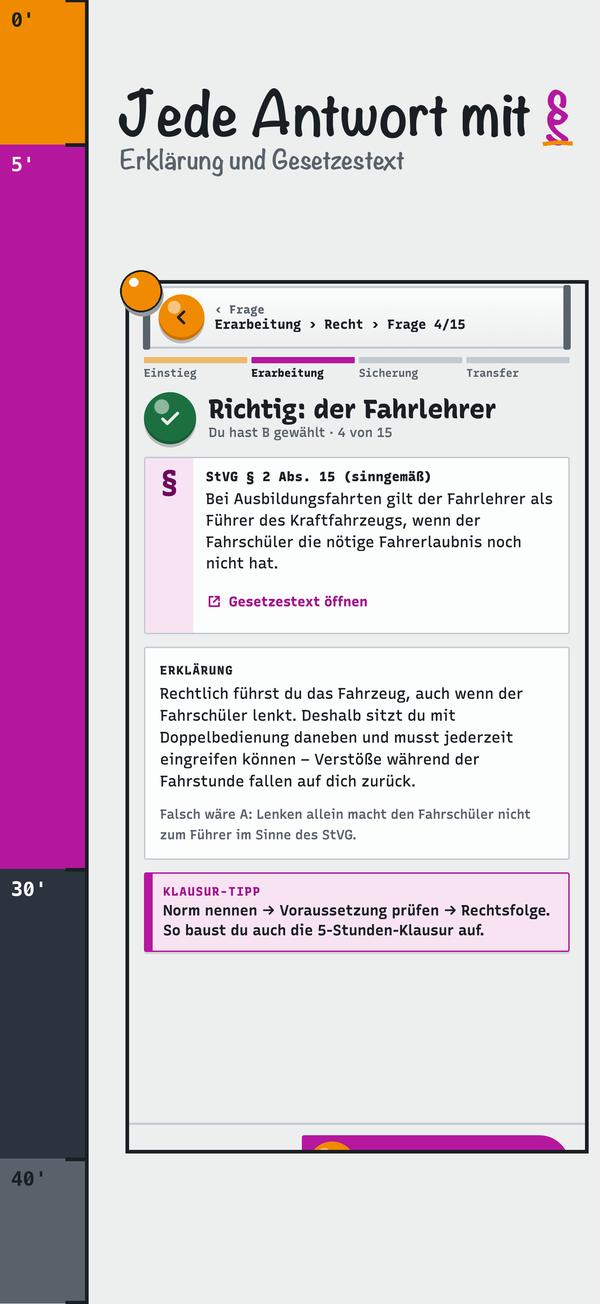 0'
Jede Antwort mit §
5'
Erklärung und Gesetzestext
‹ Frage
Erarbeitung › Recht › Frage 4/15
Einstieg Erarbeitung Sicherung Transfer
Richtig: der Fahrlehrer
Du hast B gewählt · 4 von 15
§
StVG § 2 Abs. 15 (sinngemäß)
Bei Ausbildungsfahrten gilt der Fahrlehrer als
Führer des Kraftfahrzeugs, wenn der
Fahrschüler die nötige Fahrerlaubnis noch
nicht hat.
Gesetzestext öffnen
ERKLÄRUNG
Rechtlich führst du das Fahrzeug, auch wenn der
Fahrschüler lenkt. Deshalb sitzt du mit
Doppelbedienung daneben und musst jederzeit
eingreifen können – Verstöße während der
Fahrstunde fallen auf dich zurück.
Falsch wäre A: Lenken allein macht den Fahrschüler nicht
zum Führer im Sinne des StVG.
30'
KLAUSUR-TIPP
Norm nennen → Voraussetzung prüfen → Rechtsfolge.
So baust du auch die 5-Stunden-Klausur auf.
40'